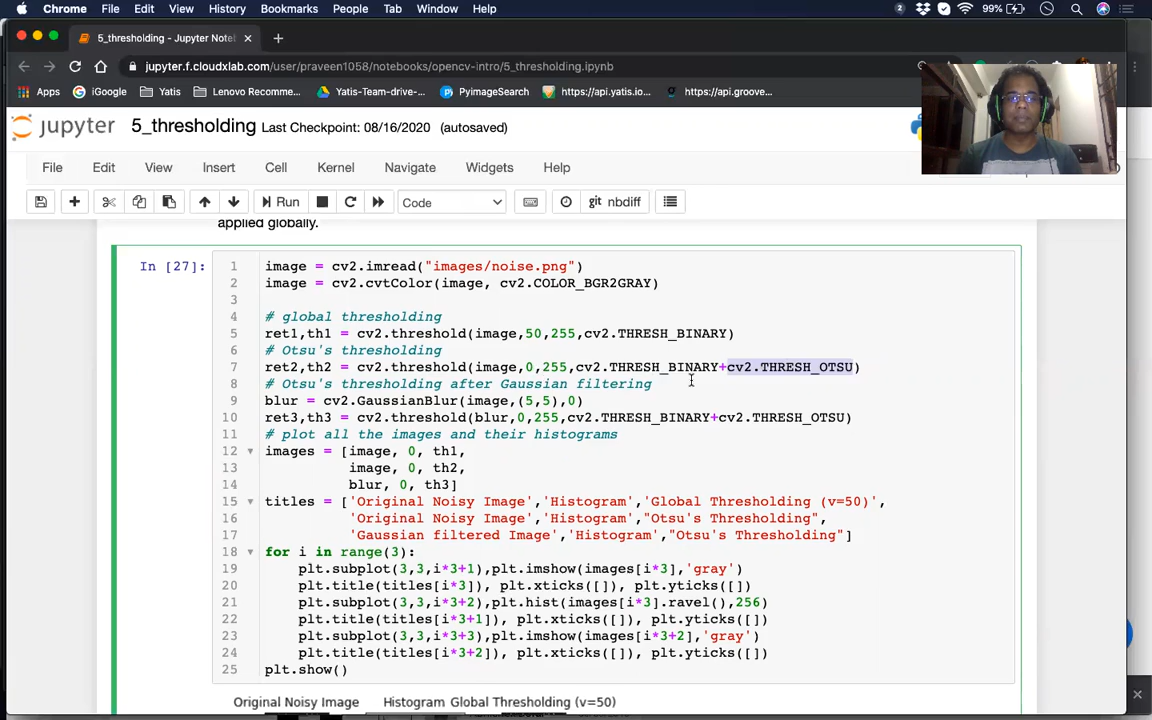 Chrome File Edit View History Bookmarks People Tab Window Help 2 99%
5_thresholding - Jupyter Note
jupyter.f.cloudxlab.com/user/praveen1058/notebooks/opencv-intro/5_thresholding.ipynb
Apps iGoogle Yatis Lenovo Recomme... Yatis-Team-drive-... PyimageSearch https://api.yatis.io... https://api.groove...
jupyter 5_thresholding Last Checkpoint: 08/16/2020 (autosaved)
File Edit View Insert Cell Kernel Navigate Widgets Help
Run Code nbdiff
applied globally.
In [27]:
1 image = cv2.imread("images/noise.png")
2 image = cv2.cvtColor(image, cv2.COLOR_BGR2GRAY)
3
4 # global thresholding
5 ret1,th1 = cv2.threshold(image,50,255,cv2.THRESH_BINARY)
6 # Otsu's thresholding
7 ret2,th2 = cv2.threshold(image,0,255,cv2.THRESH_BINARY+cv2.THRESH_OTSU)
8 # Otsu's thresholding after Gaussian filtering
9 blur = cv2.GaussianBlur(image,(5,5),0)
10 ret3,th3 = cv2.threshold(blur,0,255,cv2.THRESH_BINARY+cv2.THRESH_OTSU)
11 # plot all the images and their histograms
12 images = [image, 0, th1,
13 image, 0, th2,
14 blur, 0, th3]
15 titles = ['Original Noisy Image','Histogram','Global Thresholding (v=50)',
16 'Original Noisy Image','Histogram',"Otsu's Thresholding",
17 'Gaussian filtered Image','Histogram',"Otsu's Thresholding"]
18 for i in range(3):
19 plt.subplot(3,3,i*3+1),plt.imshow(images[i*3],'gray')
20 plt.title(titles[i*3]), plt.xticks([]), plt.yticks([])
21 plt.subplot(3,3,i*3+2),plt.hist(images[i*3].ravel(),256)
22 plt.title(titles[i*3+1]), plt.xticks([]), plt.yticks([])
23 plt.subplot(3,3,i*3+3),plt.imshow(images[i*3+2],'gray')
24 plt.title(titles[i*3+2]), plt.xticks([]), plt.yticks([])
25 plt.show()
Original Noisy Image Histogram Global Thresholding (v=50)